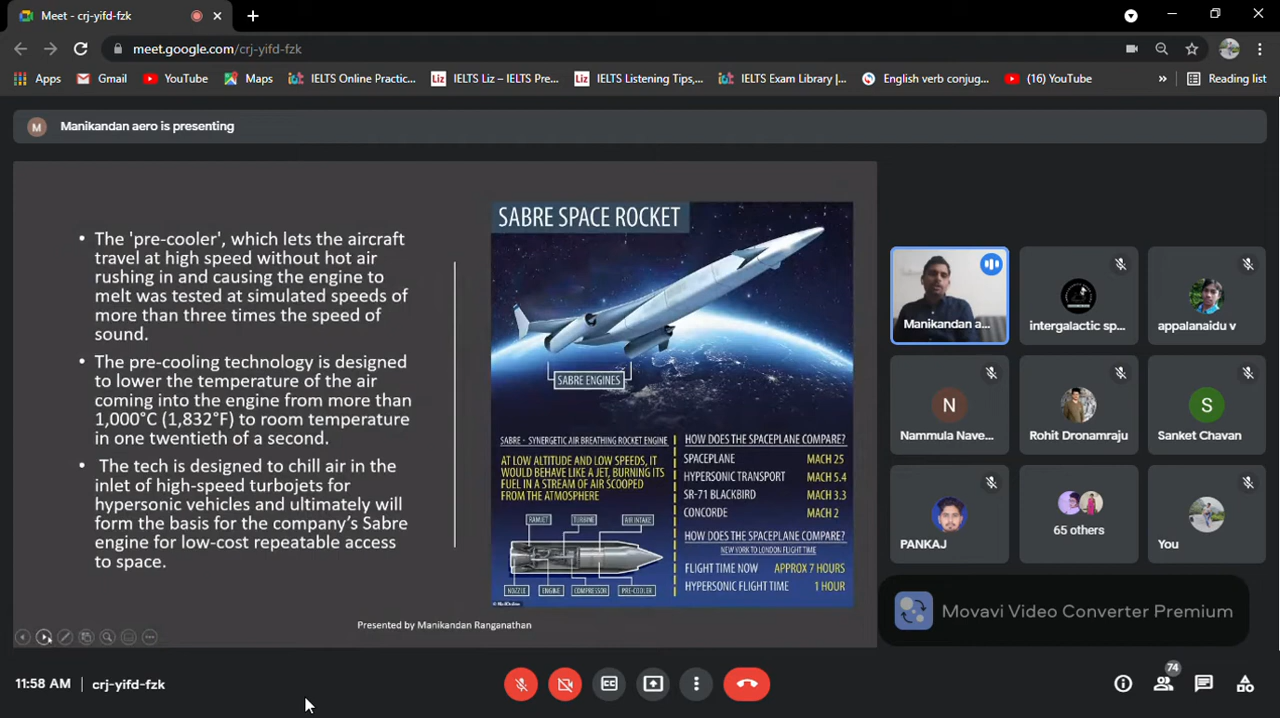 Meet - crj-yifd-fzk
meet.google.com/crj-yifd-fzk
Apps
Gmail
YouTube
Maps
IELTS Online Practic...
Liz
IELTS Liz – IELTS Pre...
Liz
IELTS Listening Tips,...
IELTS Exam Library |...
English verb conjug...
(16) YouTube
»
Reading list
M
Manikandan aero is presenting
• The 'pre-cooler', which lets the aircraft
travel at high speed without hot air
rushing in and causing the engine to
melt was tested at simulated speeds of
more than three times the speed of
sound.
• The pre-cooling technology is designed
to lower the temperature of the air
coming into the engine from more than
1,000°C (1,832°F) to room temperature
in one twentieth of a second.
• The tech is designed to chill air in the
inlet of high-speed turbojets for
hypersonic vehicles and ultimately will
form the basis for the company's Sabre
engine for low-cost repeatable access
to space.
SABRE SPACE ROCKET
SABRE ENGINES
SABRE - SYNERGETIC AIR BREATHING ROCKET ENGINE
AT LOW ALTITUDE AND LOW SPEEDS, IT
WOULD BEHAVE LIKE A JET, BURNING ITS
FUEL IN A STREAM OF AIR SCOOPED
FROM THE ATMOSPHERE
RAMJET
TURBINE
AIR INTAKE
NOZZLE
ENGINE
COMPRESSOR
PRE-COOLER
HOW DOES THE SPACEPLANE COMPARE?
SPACEPLANE MACH 25
HYPERSONIC TRANSPORT MACH 5.4
SR-71 BLACKBIRD MACH 3.3
CONCORDE MACH 2
HOW DOES THE SPACEPLANE COMPARE?
NEW YORK TO LONDON FLIGHT TIME
FLIGHT TIME NOW APPROX 7 HOURS
HYPERSONIC FLIGHT TIME 1 HOUR
© MailOnline
Presented by Manikandan Ranganathan
Manikandan a...
intergalactic sp...
appalanaidu v
N
Nammula Nave...
Rohit Dronamraju
S
Sanket Chavan
PANKAJ
65 others
You
Movavi Video Converter Premium
11:58 AM | crj-yifd-fzk
CC
74